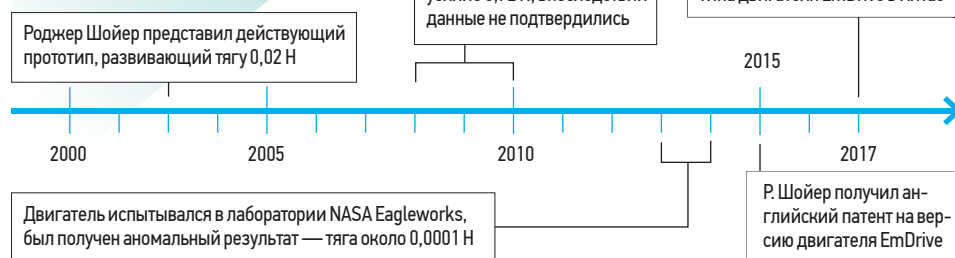 данные не подтвердились
Роджер Шойер представил действующий
прототип, развивающий тягу 0,02 Н
2015
2000
2005
2010
2017
Двигатель испытывался в лаборатории NASA Eagleworks,
был получен аномальный результат — тяга около 0,0001 Н
Р. Шойер получил ан-
глийский патент на вер-
сию двигателя EmDrive